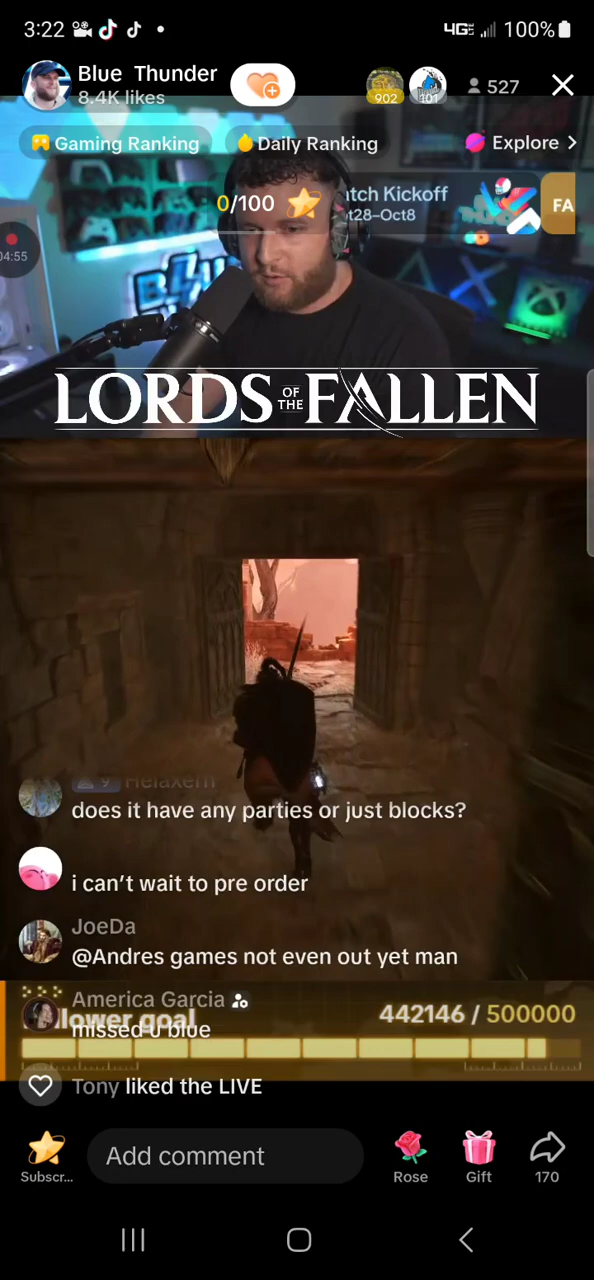 3:22
4G
100%
Blue Thunder
8.4K likes
902
101
527
Gaming Ranking
Daily Ranking
Explore >
0/100
tch Kickoff
t28-Oct8
FA
04:55
LORDS OF THE FALLEN
9
does it have any parties or just blocks?
i can't wait to pre order
JoeDa
@Andres games not even out yet man
America Garcia
lower goal
442146 / 500000
missed u blue
Tony liked the LIVE
Subscr...
Add comment
Rose
Gift
170